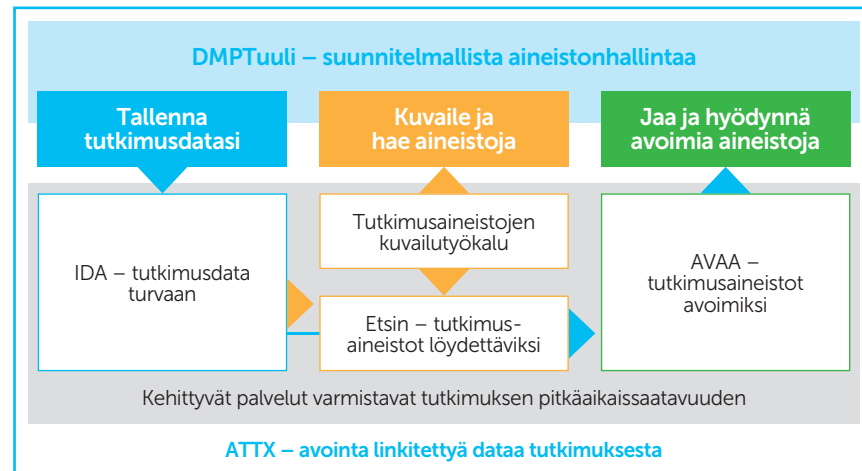 DMPTuuli – suunnitelmallista aineistonhallintaa
Tallenna
tutkimusdatasi
Kuvaile ja
hae aineistoja
Jaa ja hyödynnä
avoimia aineistoja
IDA – tutkimusdata
turvaan
Tutkimusaineistojen
kuvailutyökalu
Etsin – tutkimus-
aineistot löydettäviksi
AVAA –
tutkimusaineistot
avoimiksi
Kehittyvät palvelut varmistavat tutkimuksen pitkäaikaissaatavuuden
ATTX – avointa linkitettyä dataa tutkimuksesta